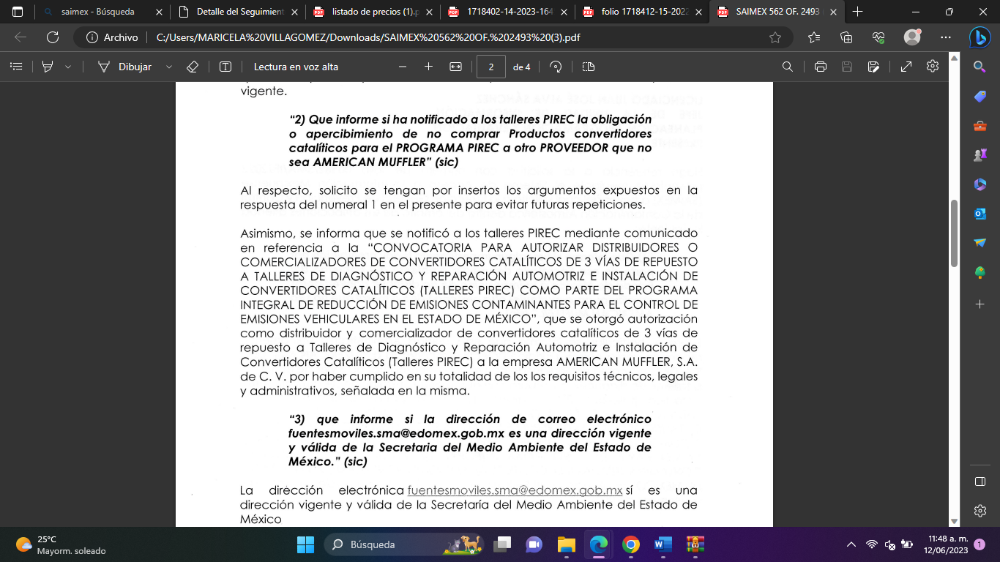 saimex - Búsqueda
Detalle del Seguimient
listado de precios (1).p
1718402-14-2023-164
folio 1718412-15-2022
SAIMEX 562 OF. 2493
Archivo
C:/Users/MARICELA%20VILLAGOMEZ/Downloads/SAIMEX%20562%20OF.%202493%20(3).pdf
Dibujar
Lectura en voz alta
2
de 4
vigente.
“2) Que informe si ha notificado a los talleres PIREC la obligación
o apercibimiento de no comprar Productos convertidores
catalíticos para el PROGRAMA PIREC a otro PROVEEDOR que no
sea AMERICAN MUFFLER” (sic)
Al respecto, solicito se tengan por insertos los argumentos expuestos en la
respuesta del numeral 1 en el presente para evitar futuras repeticiones.
Asimismo, se informa que se notificó a los talleres PIREC mediante comunicado
en referencia a la “CONVOCATORIA PARA AUTORIZAR DISTRIBUIDORES O
COMERCIALIZADORES DE CONVERTIDORES CATALÍTICOS DE 3 VÍAS DE REPUESTO
A TALLERES DE DIAGNÓSTICO Y REPARACIÓN AUTOMOTRIZ E INSTALACIÓN DE
CONVERTIDORES CATALÍTICOS (TALLERES PIREC) COMO PARTE DEL PROGRAMA
INTEGRAL DE REDUCCIÓN DE EMISIONES CONTAMINANTES PARA EL CONTROL DE
EMISIONES VEHICULARES EN EL ESTADO DE MÉXICO”, que se otorgó autorización
como distribuidor y comercializador de convertidores catalíticos de 3 vías de
repuesto a Talleres de Diagnóstico y Reparación Automotriz e Instalación de
Convertidores Catalíticos (Talleres PIREC) a la empresa AMERICAN MUFFLER, S.A.
de C. V. por haber cumplido en su totalidad de los los requisitos técnicos, legales
y administrativos, señalada en la misma.
“3) que informe si la dirección de correo electrónico
fuentesmoviles.sma@edomex.gob.mx es una dirección vigente
y válida de la Secretaria del Medio Ambiente del Estado de
México.” (sic)
La dirección electrónica fuentesmoviles.sma@edomex.gob.mx sí es una
dirección vigente y válida de la Secretaría del Medio Ambiente del Estado de
México
25°C
Mayorm. soleado
Búsqueda
11:48 a. m.
12/06/2023
1